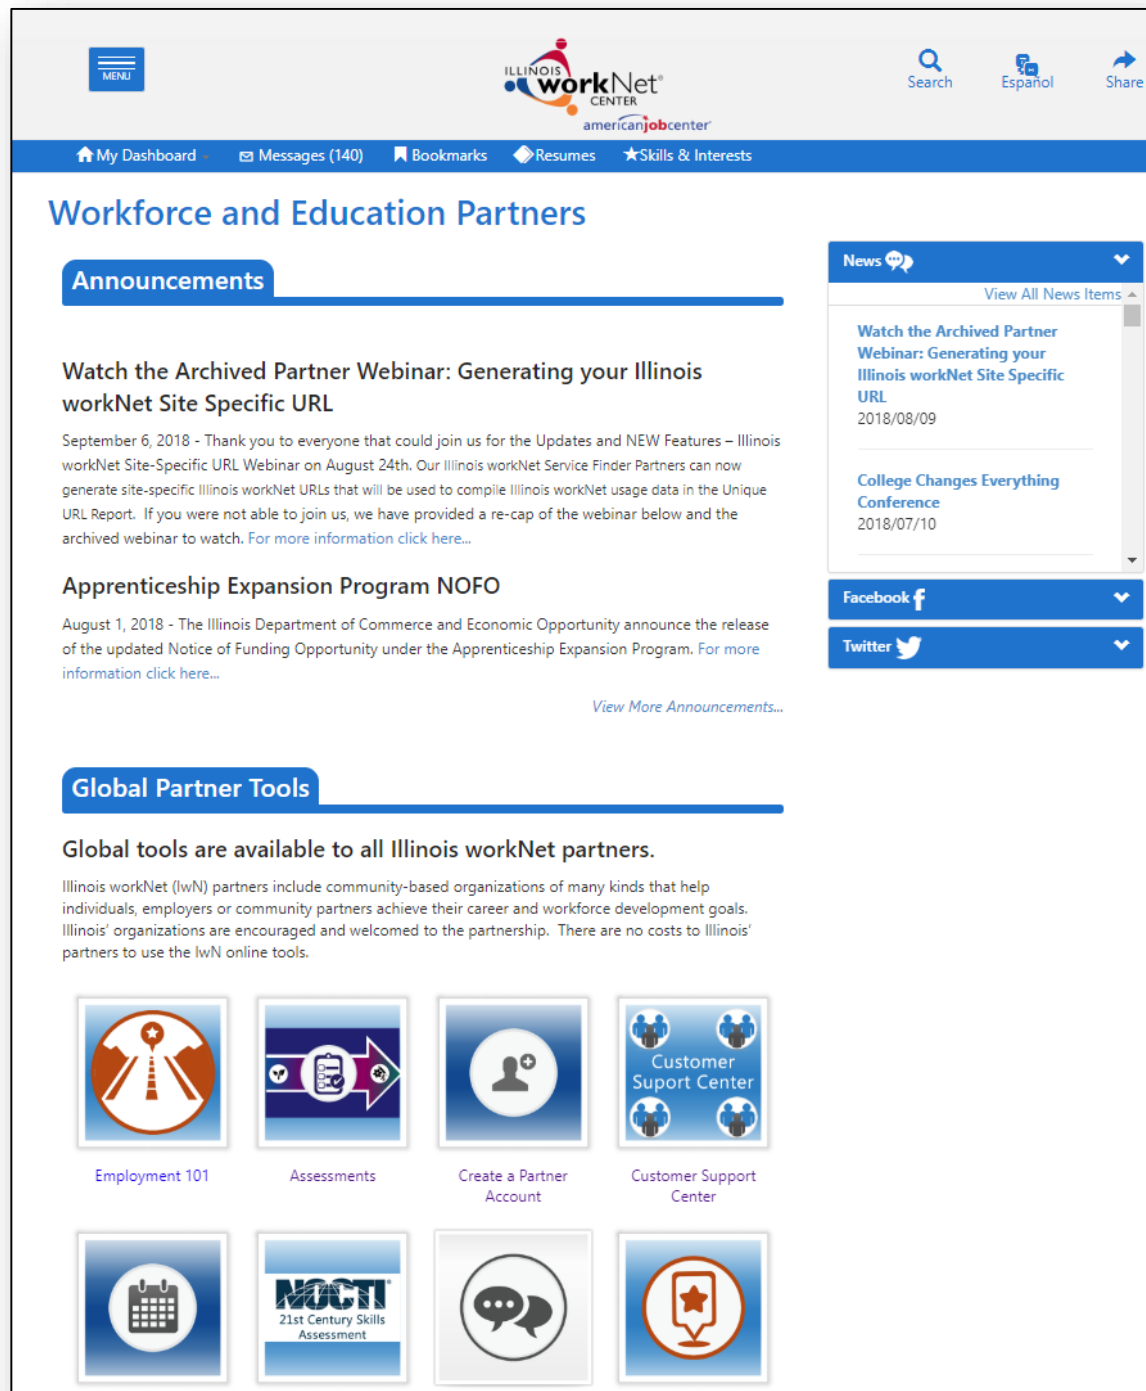 MENU
ILLINOIS
workNet®
CENTER
americanjobcenter
Search
Español
Share
My Dashboard
Messages (140)
Bookmarks
Resumes
Skills & Interests
Workforce and Education Partners
Announcements
Watch the Archived Partner Webinar: Generating your Illinois
workNet Site Specific URL
September 6, 2018 - Thank you to everyone that could join us for the Updates and NEW Features – Illinois
workNet Site-Specific URL Webinar on August 24th. Our Illinois workNet Service Finder Partners can now
generate site-specific Illinois workNet URLs that will be used to compile Illinois workNet usage data in the Unique
URL Report. If you were not able to join us, we have provided a re-cap of the webinar below and the
archived webinar to watch. For more information click here...
Apprenticeship Expansion Program NOFO
August 1, 2018 - The Illinois Department of Commerce and Economic Opportunity announce the release
of the updated Notice of Funding Opportunity under the Apprenticeship Expansion Program. For more
information click here...
View More Announcements...
News
View All News Items
Watch the Archived Partner
Webinar: Generating your
Illinois workNet Site Specific
URL
2018/08/09
College Changes Everything
Conference
2018/07/10
Facebook
Twitter
Global Partner Tools
Global tools are available to all Illinois workNet partners.
Illinois workNet (IwN) partners include community-based organizations of many kinds that help
individuals, employers or community partners achieve their career and workforce development goals.
Illinois' organizations are encouraged and welcomed to the partnership. There are no costs to Illinois'
partners to use the IwN online tools.
Customer
Suport Center
Employment 101
Assessments
Create a Partner
Account
Customer Support
Center
NOCTI
21st Century Skills
Assessment